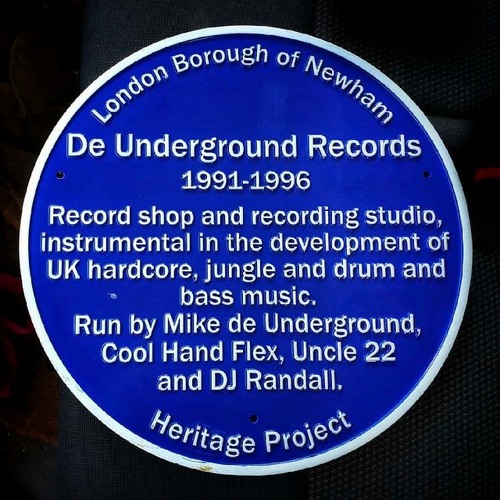 London Borough of Newham
De Underground Records
1991-1996
Record shop and recording studio,
instrumental in the development of
UK hardcore, jungle and drum and
bass music.
Run by Mike de Underground,
Cool Hand Flex, Uncle 22
and DJ Randall.
Heritage Project